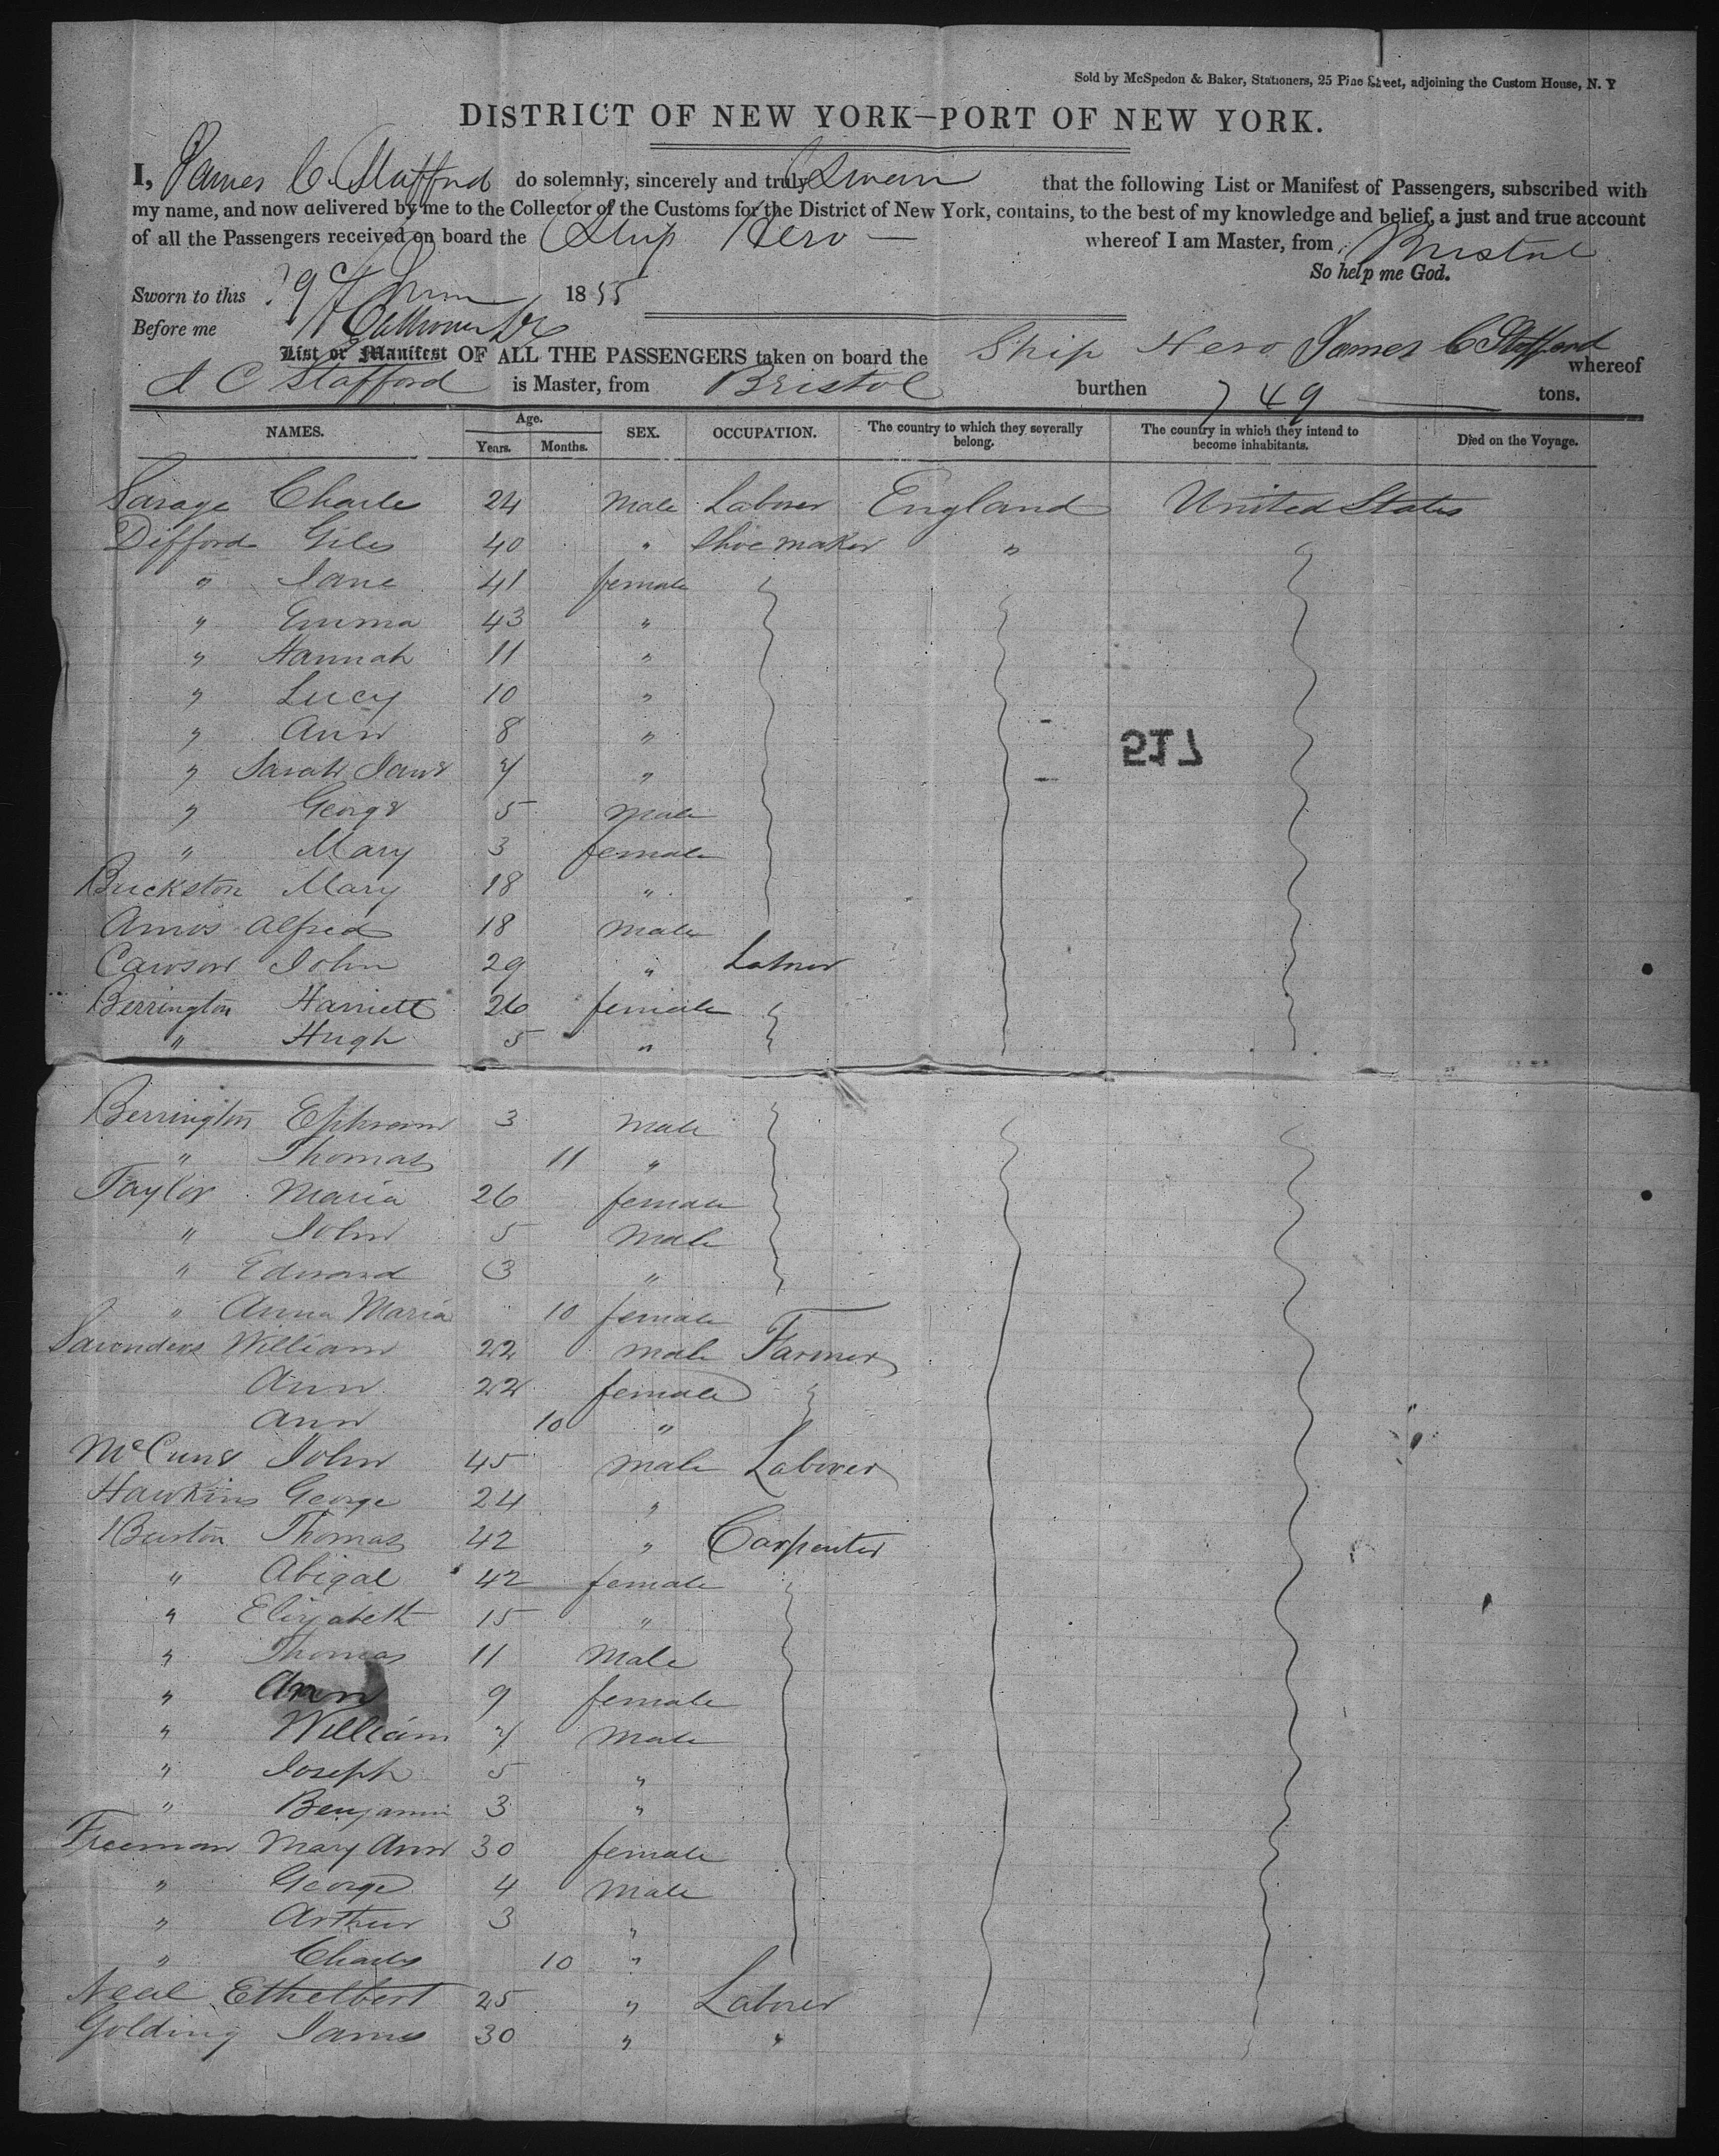 Sold by McSpedon & Baker, Stationers, 25 Pine Street, adjoining the Custom House, N. Y
DISTRICT OF NEW YORK—PORT OF NEW YORK.
I, James C. Stafford do solemnly, sincerely and truly Swear that the following List or Manifest of Passengers, subscribed with
my name, and now delivered by me to the Collector of the Customs for the District of New York, contains, to the best of my knowledge and belief, a just and true account
of all the Passengers received on board the Ship Hero — whereof I am Master, from Bristol
So help me God.
Sworn to this 1855
Before me
List or Manifest OF ALL THE PASSENGERS taken on board the Ship Hero James C Stafford whereof
J C Stafford is Master, from Bristol burthen 749 tons.
NAMES. Age. Years. Months. SEX. OCCUPATION. The country to which they severally belong. The country in which they intend to become inhabitants. Died on the Voyage.
Savage Charles 24 Male Laborer England United States
Difford Giles 40 " Shoemaker "
" Jane 41 female
" Emma 43 "
" Hannah 11 "
" Lucy 10 "
" Ann 8 "
" Sarah Jane 7 "
" George 5 Male
" Mary 3 female
Buckston Mary 18 "
Amos Alfred 18 Male
Cawson John 29 " Laborer
Berrington Harriett 26 female
" Hugh 5 "
517
Berrington Ephraim 3 Male
" Thomas 11 "
Taylor Maria 26 female
" John 5 Male
" Edward 3 "
" Anna Maria 10 female
Saunders William 22 male Farmer
Ann 22 female
Ann 10 "
McCune John 45 male Laborer
Hawkins George 24 "
Burton Thomas 42 " Carpenter
" Abigal 42 female
" Elizabeth 15 "
" Thomas 11 Male
" Ann 9 female
" William 7 Male
" Joseph 5 "
" Benjamin 3 "
Freeman Mary Ann 30 female
" George 4 Male
" Arthur 3 "
" Charles 10 "
Neal Ethelbert 25 " Laborer
Golding James 30 " "